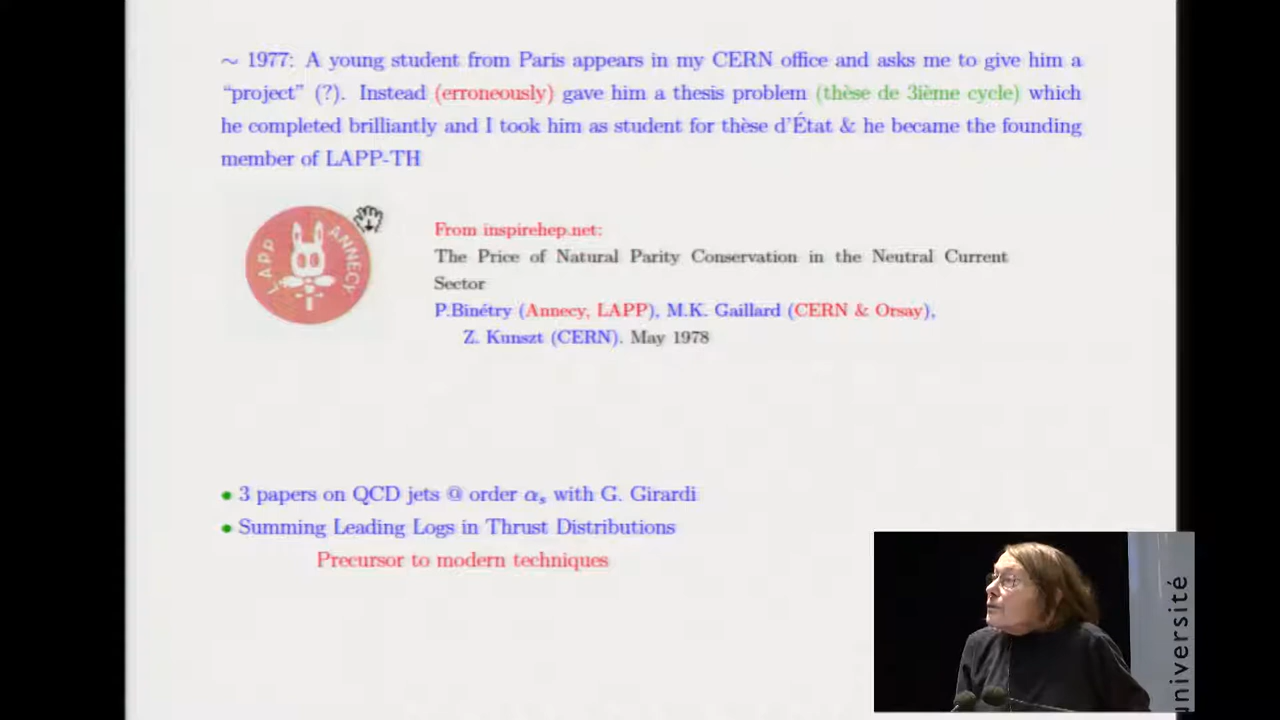 ∼ 1977: A young student from Paris appears in my CERN office and asks me to give him a
“project” (?). Instead (erroneously) gave him a thesis problem (thèse de 3ième cycle) which
he completed brilliantly and I took him as student for thèse d’État & he became the founding
member of LAPP-TH
LAPP ANNECY
From inspirehep.net:
The Price of Natural Parity Conservation in the Neutral Current
Sector
P.Binétry (Annecy, LAPP), M.K. Gaillard (CERN & Orsay),
Z. Kunszt (CERN). May 1978
• 3 papers on QCD jets @ order αs with G. Girardi
• Summing Leading Logs in Thrust Distributions
Precursor to modern techniques
université